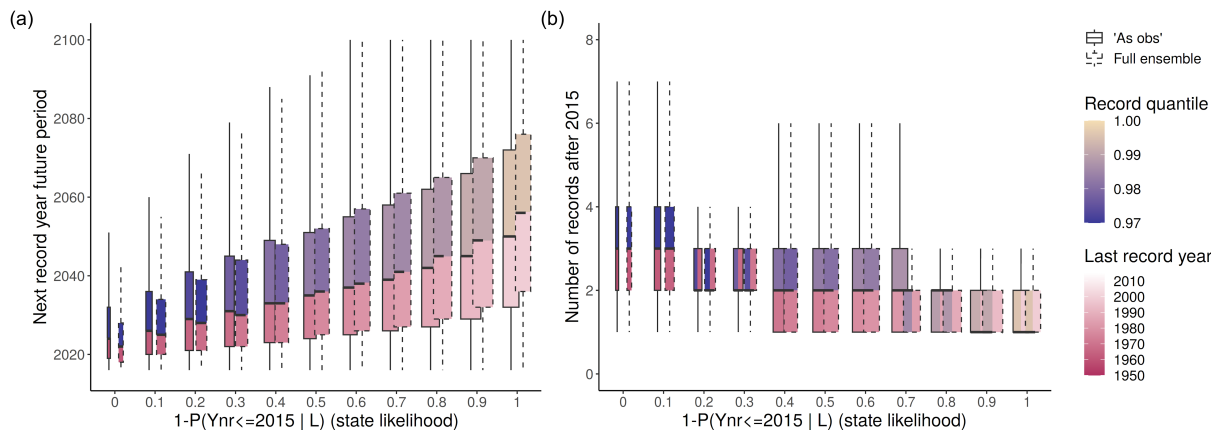 (a)
Next record year future period
2100
2080
2060
2040
2020
0 0.1 0.2 0.3 0.4 0.5 0.6 0.7 0.8 0.9 1
1-P(Ynr<=2015 | L) (state likelihood)
(b)
Number of records after 2015
8
6
4
2
0
0 0.1 0.2 0.3 0.4 0.5 0.6 0.7 0.8 0.9 1
1-P(Ynr<=2015 | L) (state likelihood)
'As obs'
Full ensemble
Record quantile
1.00
0.99
0.98
0.97
Last record year
2010
2000
1990
1980
1970
1960
1950